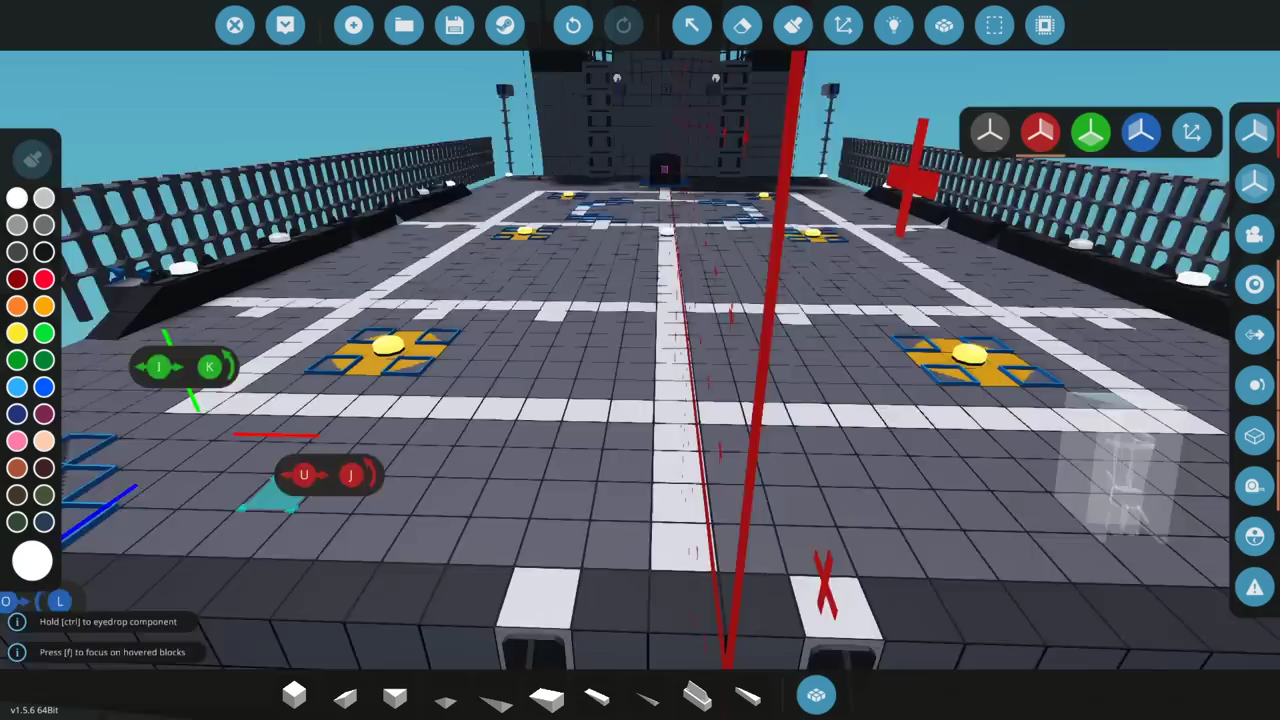 J K
U J
O L
Hold [ctrl] to eyedrop component
Press [f] to focus on hovered blocks
v1.5.6 64Bit